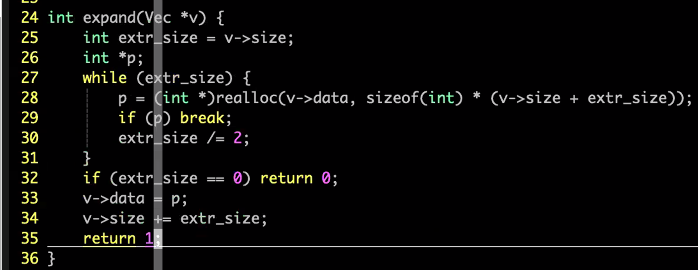 24 int expand(Vec *v) {
25     int extr_size = v->size;
26     int *p;
27     while (extr_size) {
28         p = (int *)realloc(v->data, sizeof(int) * (v->size + extr_size));
29         if (p) break;
30         extr_size /= 2;
31     }
32     if (extr_size == 0) return 0;
33     v->data = p;
34     v->size += extr_size;
35     return 1;
36 }